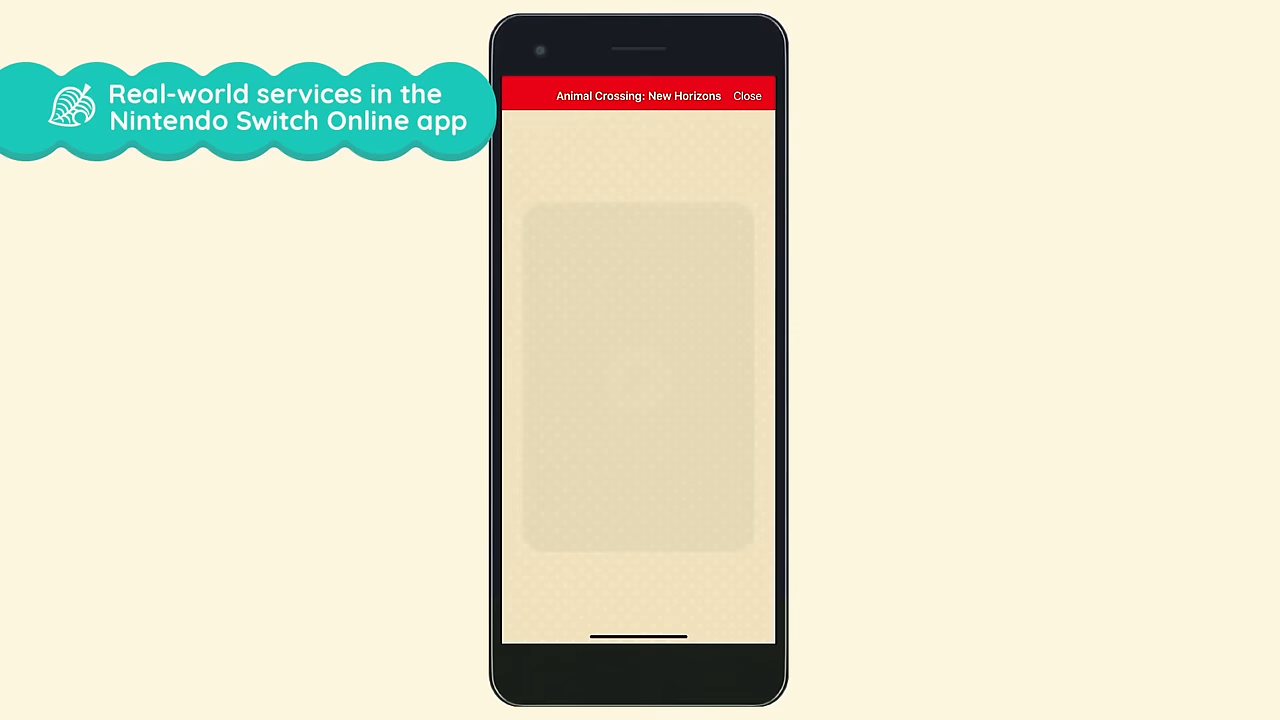 Real-world services in the
Nintendo Switch Online app
Animal Crossing: New Horizons Close